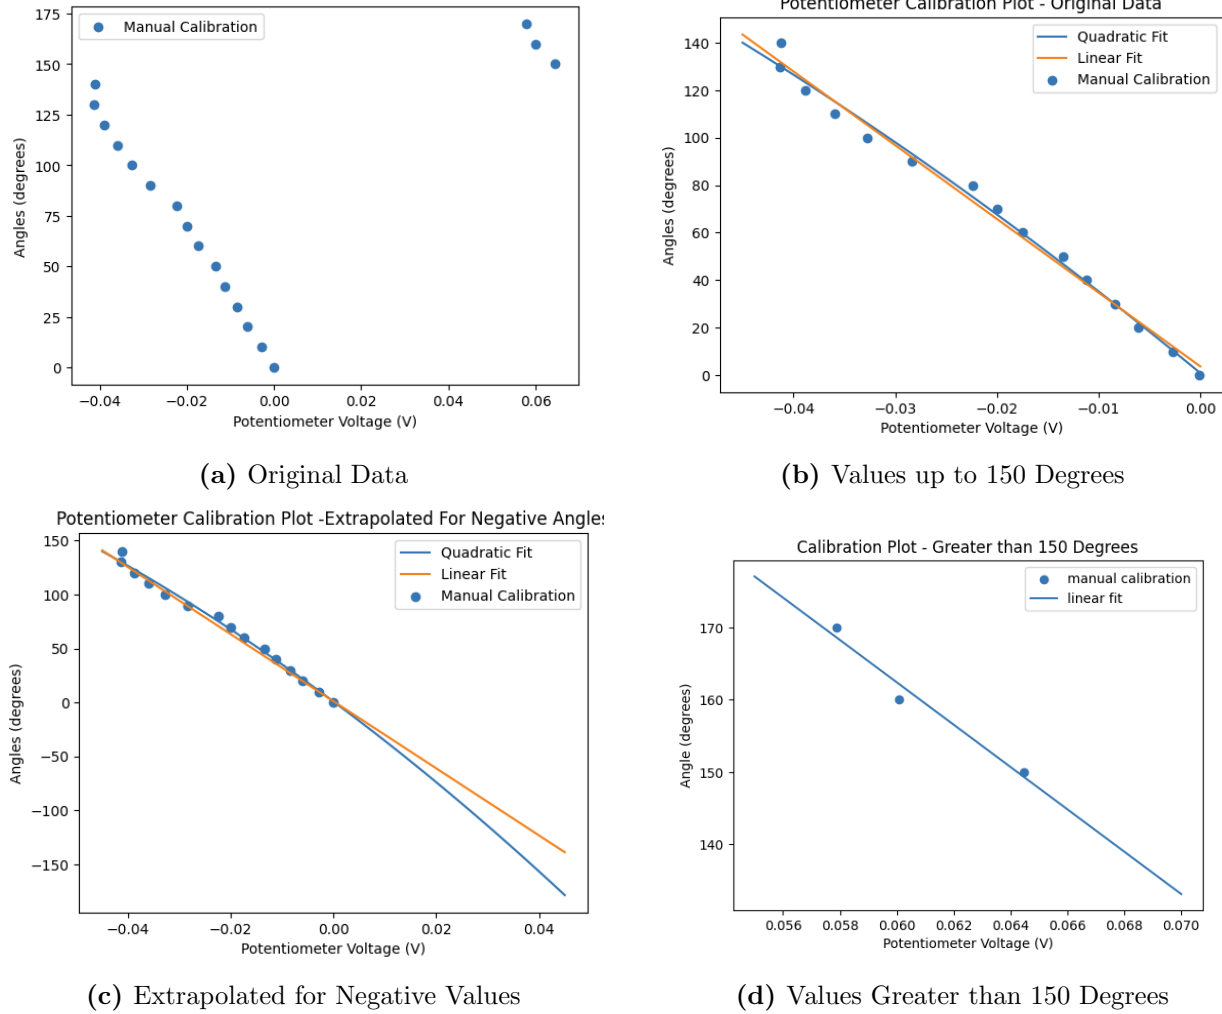 Manual Calibration
175
150
125
100
75
50
25
0
Angles (degrees)
−0.04 −0.02 0.00 0.02 0.04 0.06
Potentiometer Voltage (V)
(a) Original Data
Potentiometer Calibration Plot - Original Data
Quadratic Fit
Linear Fit
Manual Calibration
140
120
100
80
60
40
20
0
Angles (degrees)
−0.04 −0.03 −0.02 −0.01 0.00
Potentiometer Voltage (V)
(b) Values up to 150 Degrees
Potentiometer Calibration Plot -Extrapolated For Negative Angles
Quadratic Fit
Linear Fit
Manual Calibration
150
100
50
0
−50
−100
−150
Angles (degrees)
−0.04 −0.02 0.00 0.02 0.04
Potentiometer Voltage (V)
(c) Extrapolated for Negative Values
Calibration Plot - Greater than 150 Degrees
manual calibration
linear fit
170
160
150
140
Angle (degrees)
0.056 0.058 0.060 0.062 0.064 0.066 0.068 0.070
Potentiometer Voltage (V)
(d) Values Greater than 150 Degrees